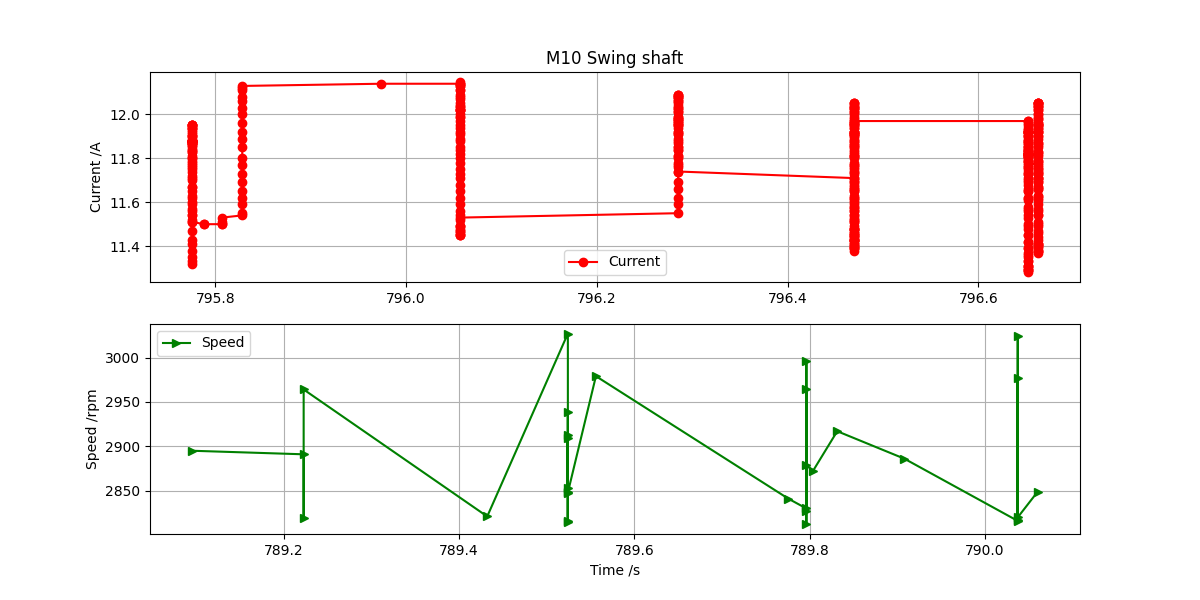 M10 Swing shaft
Current /A
12.0
11.8
11.6
11.4
Current
795.8 796.0 796.2 796.4 796.6
Speed /rpm
3000
2950
2900
2850
Speed
789.2 789.4 789.6 789.8 790.0
Time /s